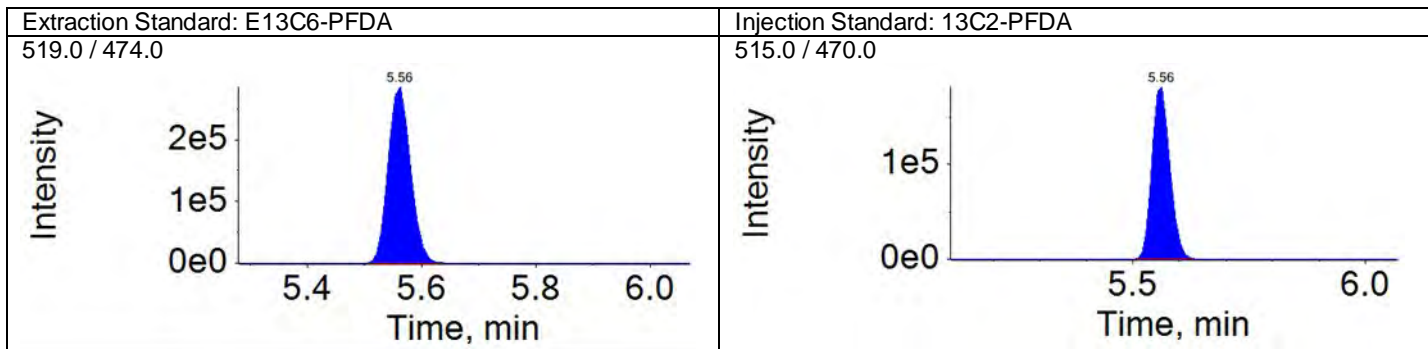 Extraction Standard: E13C6-PFDA
519.0 / 474.0
5.56
Intensity
2e5
1e5
0e0
5.4 5.6 5.8 6.0
Time, min
Injection Standard: 13C2-PFDA
515.0 / 470.0
5.56
Intensity
1e5
0e0
5.5 6.0
Time, min